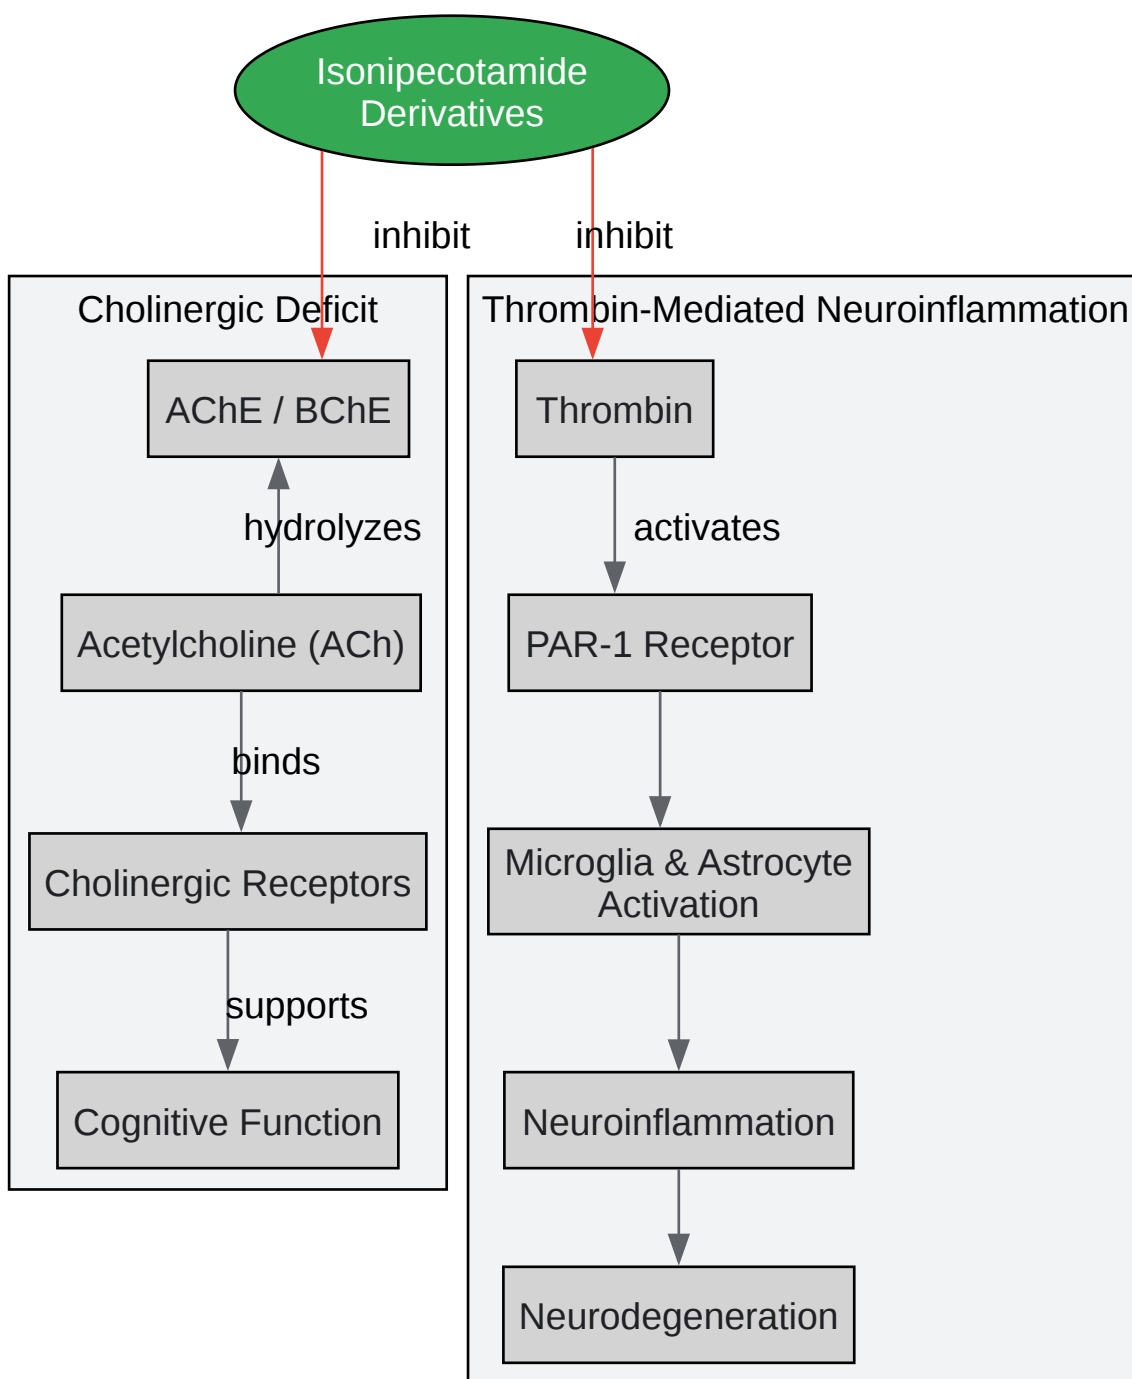 Isonipecotamide
Derivatives
inhibit
inhibit
Cholinergic Deficit
AChE / BChE
hydrolyzes
Acetylcholine (ACh)
binds
Cholinergic Receptors
supports
Cognitive Function
Thrombin-Mediated Neuroinflammation
Thrombin
activates
PAR-1 Receptor
Microglia & Astrocyte
Activation
Neuroinflammation
Neurodegeneration